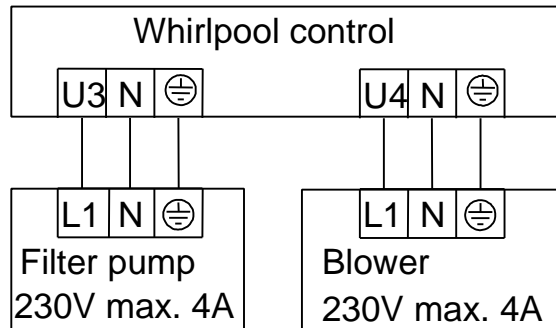 Whirlpool control
U3 N U4 N
L1 N L1 N
Filter pump Blower
230V max. 4A 230V max. 4A